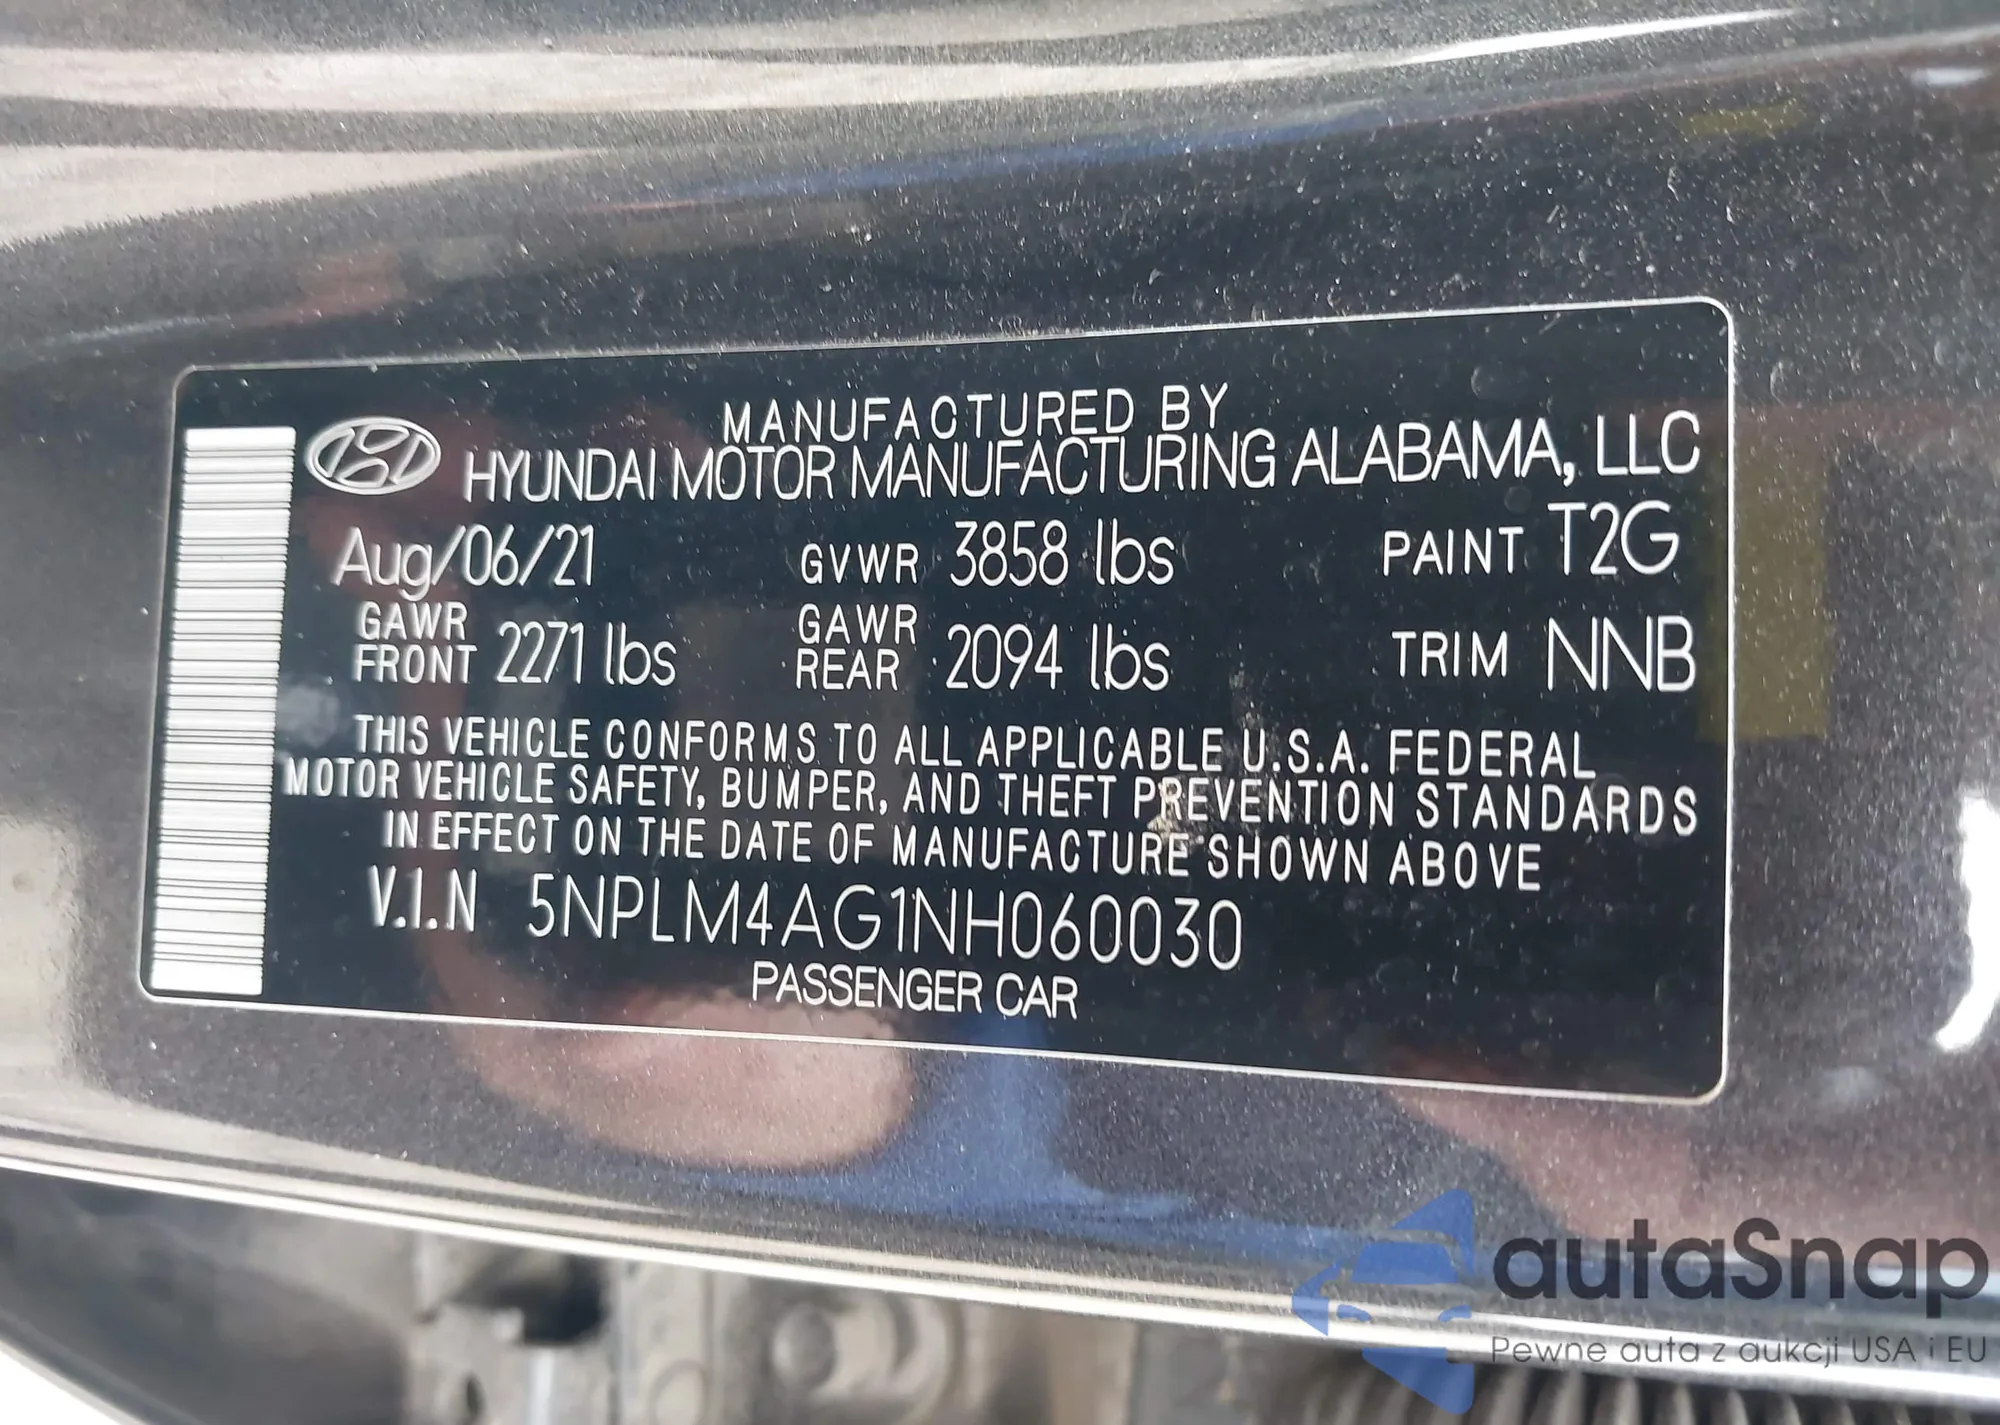 MANUFACTURED BY
HYUNDAI MOTOR MANUFACTURING ALABAMA, LLC
Aug/06/21 GVWR 3858 lbs PAINT T2G
GAWR FRONT 2271 lbs GAWR REAR 2094 lbs TRIM NNB
THIS VEHICLE CONFORMS TO ALL APPLICABLE U.S.A. FEDERAL
MOTOR VEHICLE SAFETY, BUMPER, AND THEFT PREVENTION STANDARDS
IN EFFECT ON THE DATE OF MANUFACTURE SHOWN ABOVE
V.I.N 5NPLM4AG1NH060030
PASSENGER CAR
autaSnap
Pewne auta z aukcji USA i EU